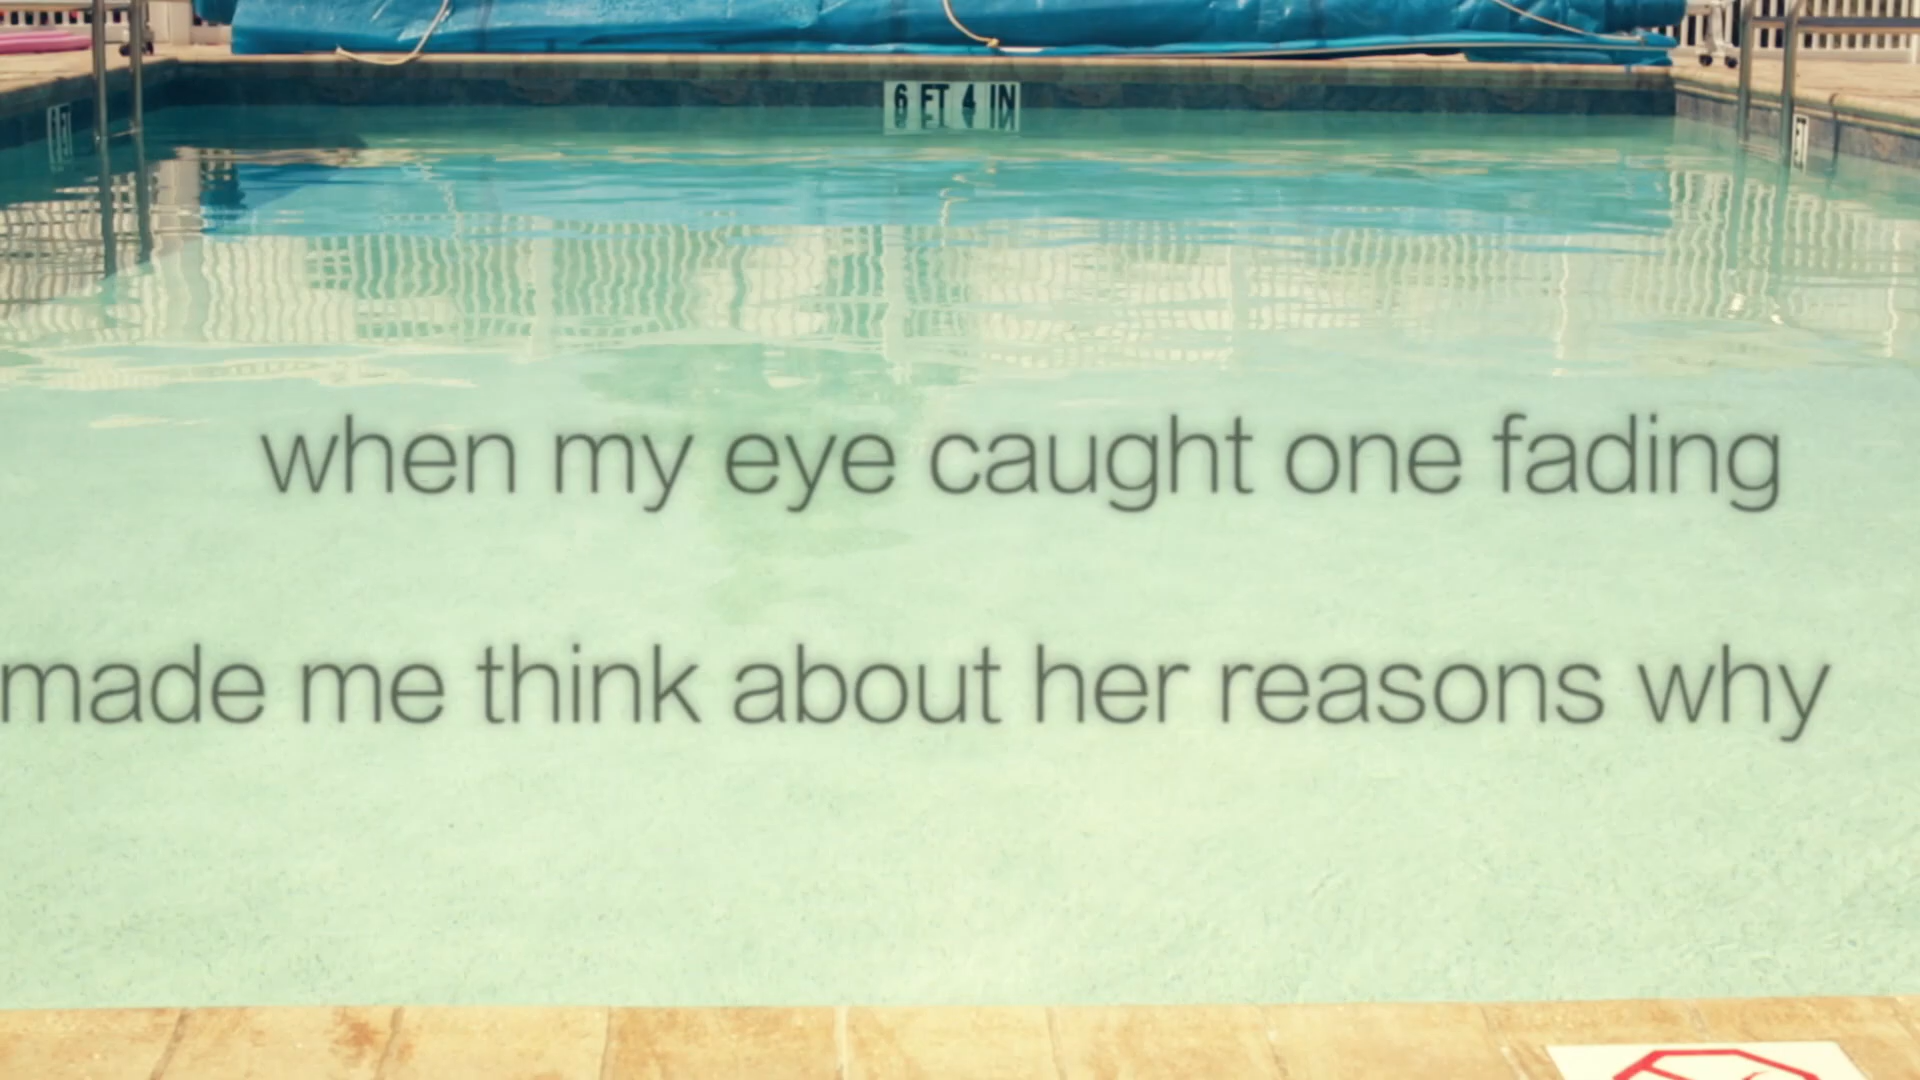 6 FT 4 IN
when my eye caught one fading
made me think about her reasons why